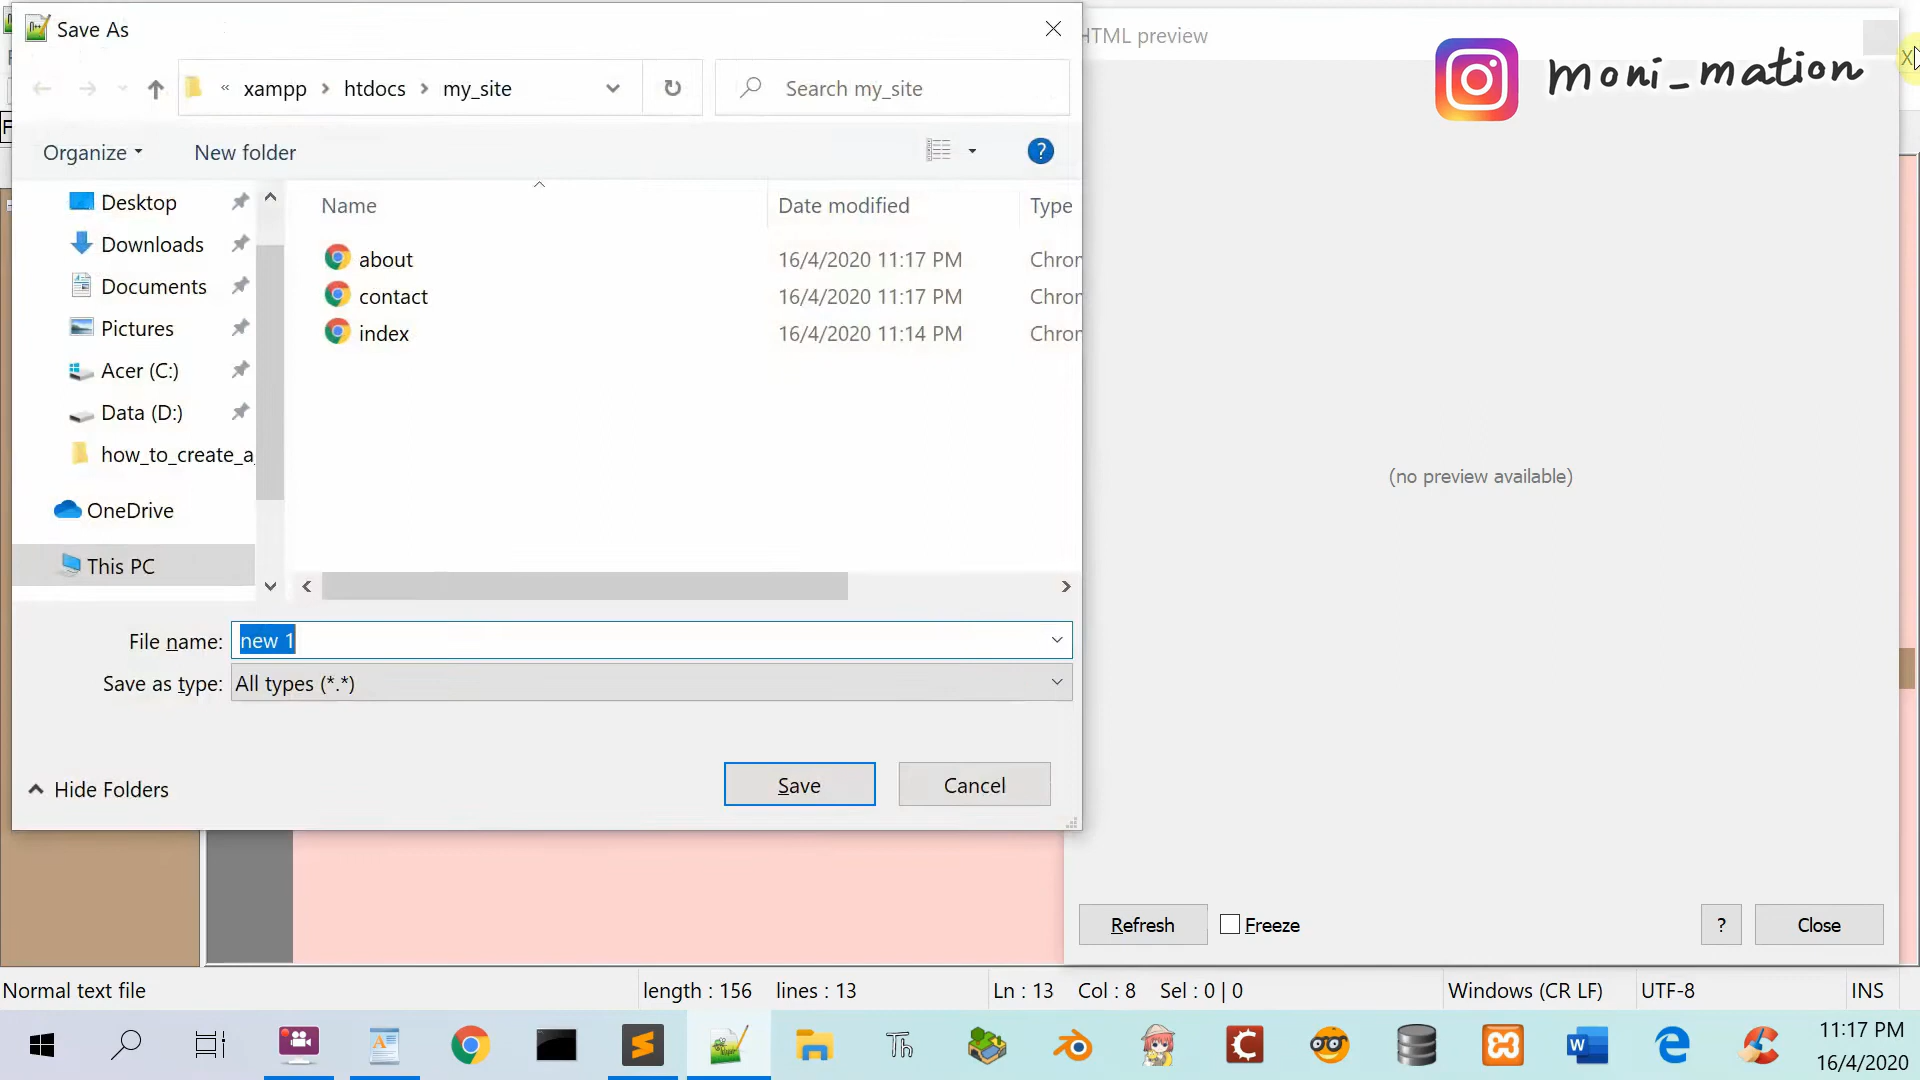 Save As
HTML preview
moni_mation
« xampp > htdocs > my_site
Search my_site
Organize
New folder
?
Desktop
Downloads
Documents
Pictures
Acer (C:)
Data (D:)
how_to_create_a_
OneDrive
This PC
Name
Date modified
Type
about 16/4/2020 11:17 PM Chron
contact 16/4/2020 11:17 PM Chron
index 16/4/2020 11:14 PM Chron
(no preview available)
File name: new 1
Save as type: All types (*.*)
Hide Folders
Save
Cancel
Refresh
Freeze
?
Close
Normal text file
length : 156 lines : 13
Ln : 13 Col : 8 Sel : 0 | 0
Windows (CR LF)
UTF-8
INS
Th
11:17 PM
16/4/2020